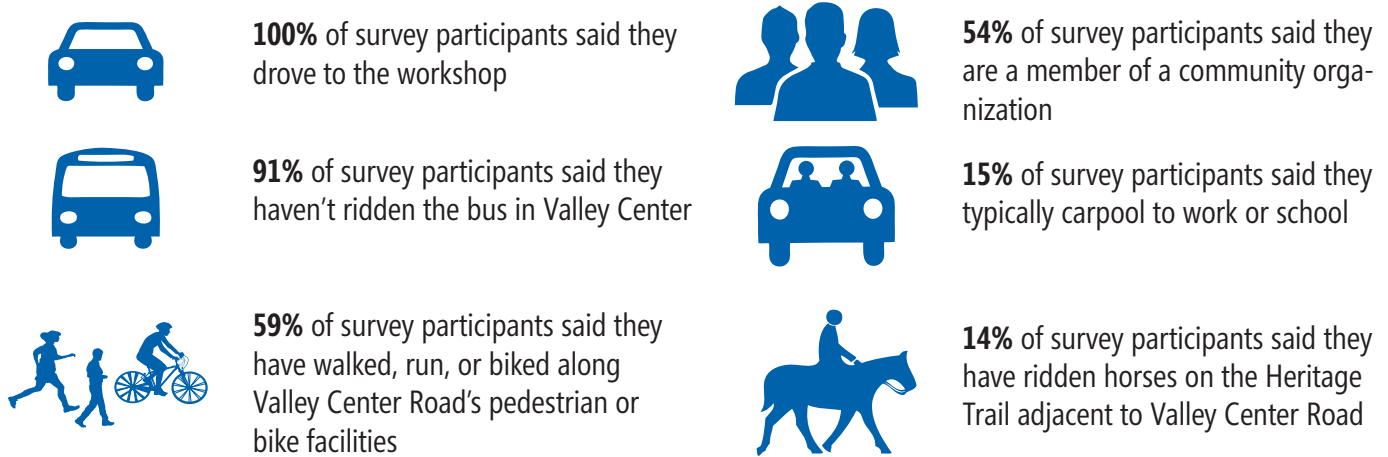 100% of survey participants said they
drove to the workshop
91% of survey participants said they
haven't ridden the bus in Valley Center
59% of survey participants said they
have walked, run, or biked along
Valley Center Road's pedestrian or
bike facilities
54% of survey participants said they
are a member of a community orga-
nization
15% of survey participants said they
typically carpool to work or school
14% of survey participants said they
have ridden horses on the Heritage
Trail adjacent to Valley Center Road